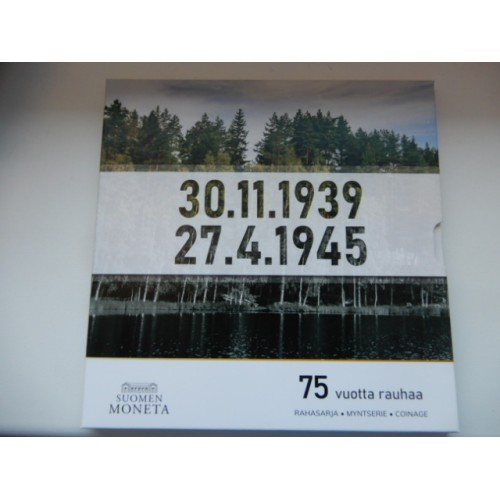 30.11.1939
27.4.1945
75 vuotta rauhaa
RAHASARJA • MYNTSERIE • COINAGE
SUOMEN
MONETA